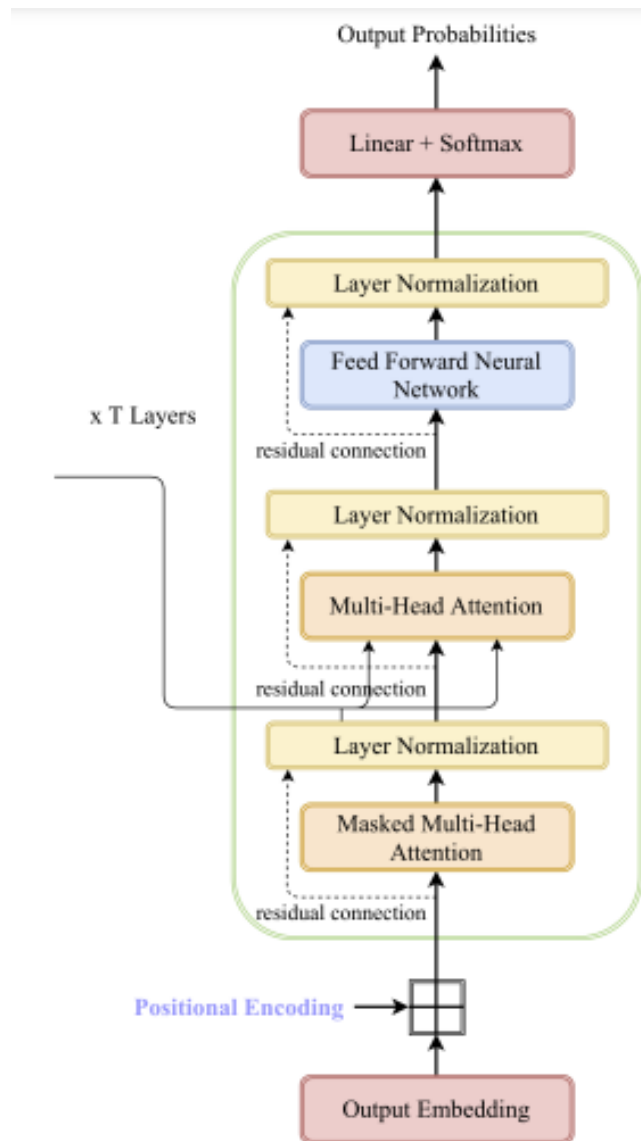 Output Probabilities
Linear + Softmax
Layer Normalization
Feed Forward Neural
Network
x T Layers
residual connection
Layer Normalization
Multi-Head Attention
residual connection
Layer Normalization
Masked Multi-Head
Attention
residual connection
Positional Encoding
Output Embedding